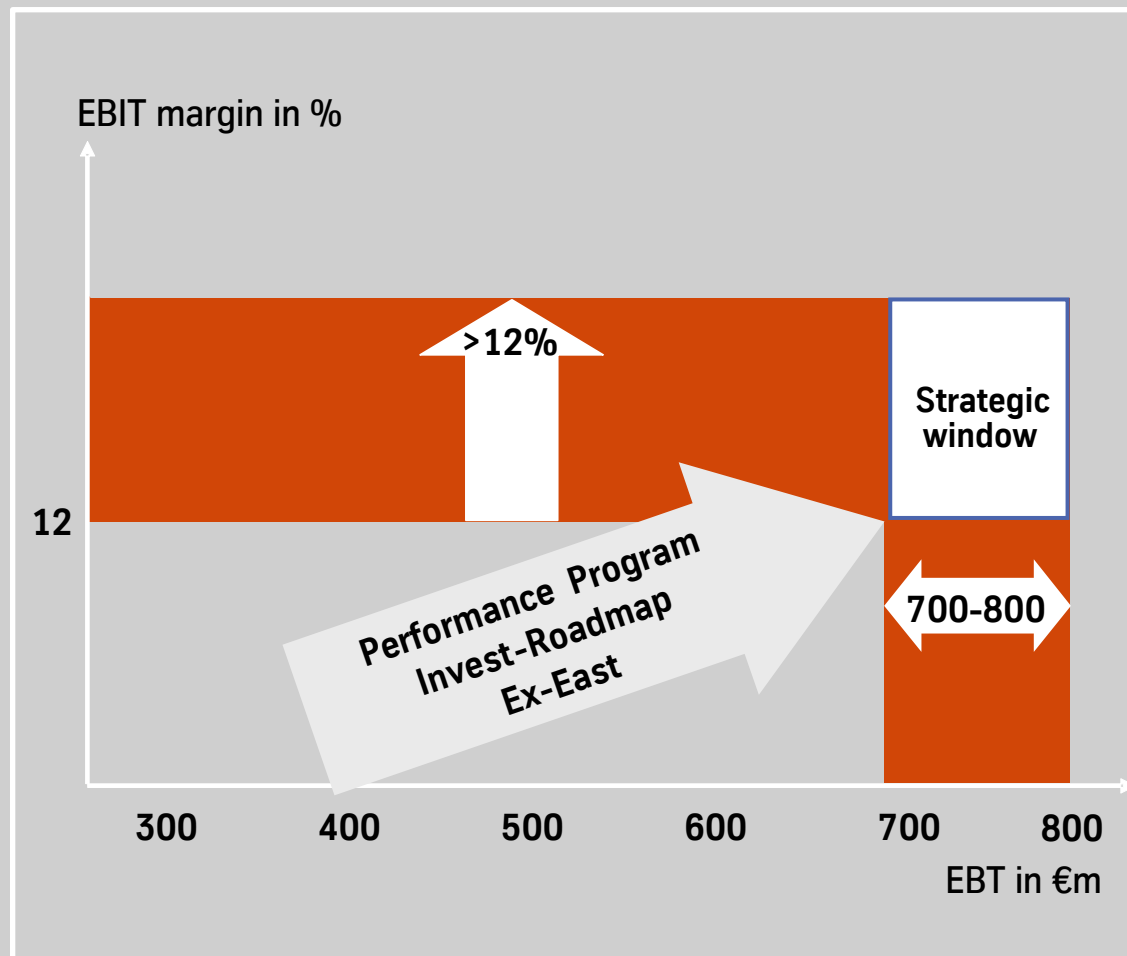 EBIT margin in %
>12%
Strategic
window
12
Performance Program
Invest-Roadmap
Ex-East
700-800
300 400 500 600 700 800
EBT in €m